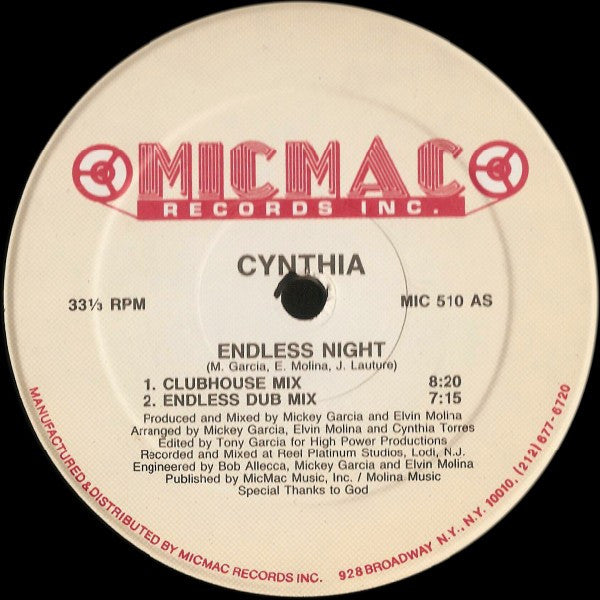 MICMAC
RECORDS INC.
CYNTHIA
33⅓ RPM
MIC 510 AS
ENDLESS NIGHT
(M. Garcia, E. Molina, J. Lauture)
1. CLUBHOUSE MIX 8:20
2. ENDLESS DUB MIX 7:15
Produced and Mixed by Mickey Garcia and Elvin Molina
Arranged by Mickey Garcia, Elvin Molina and Cynthia Torres
Edited by Tony Garcia for High Power Productions
Recorded and Mixed at Reel Platinum Studios, Lodi, N.J.
Engineered by Bob Allecca, Mickey Garcia and Elvin Molina
Published by MicMac Music, Inc. / Molina Music
Special Thanks to God
MANUFACTURED & DISTRIBUTED BY MICMAC RECORDS INC. 928 BROADWAY N.Y., N.Y. 10010. (212) 677-6720